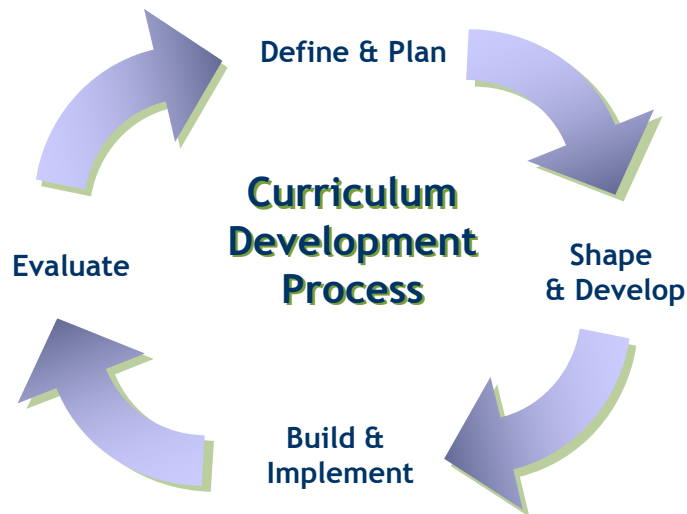 Define & Plan
Curriculum
Development
Process
Shape
& Develop
Evaluate
Build &
Implement